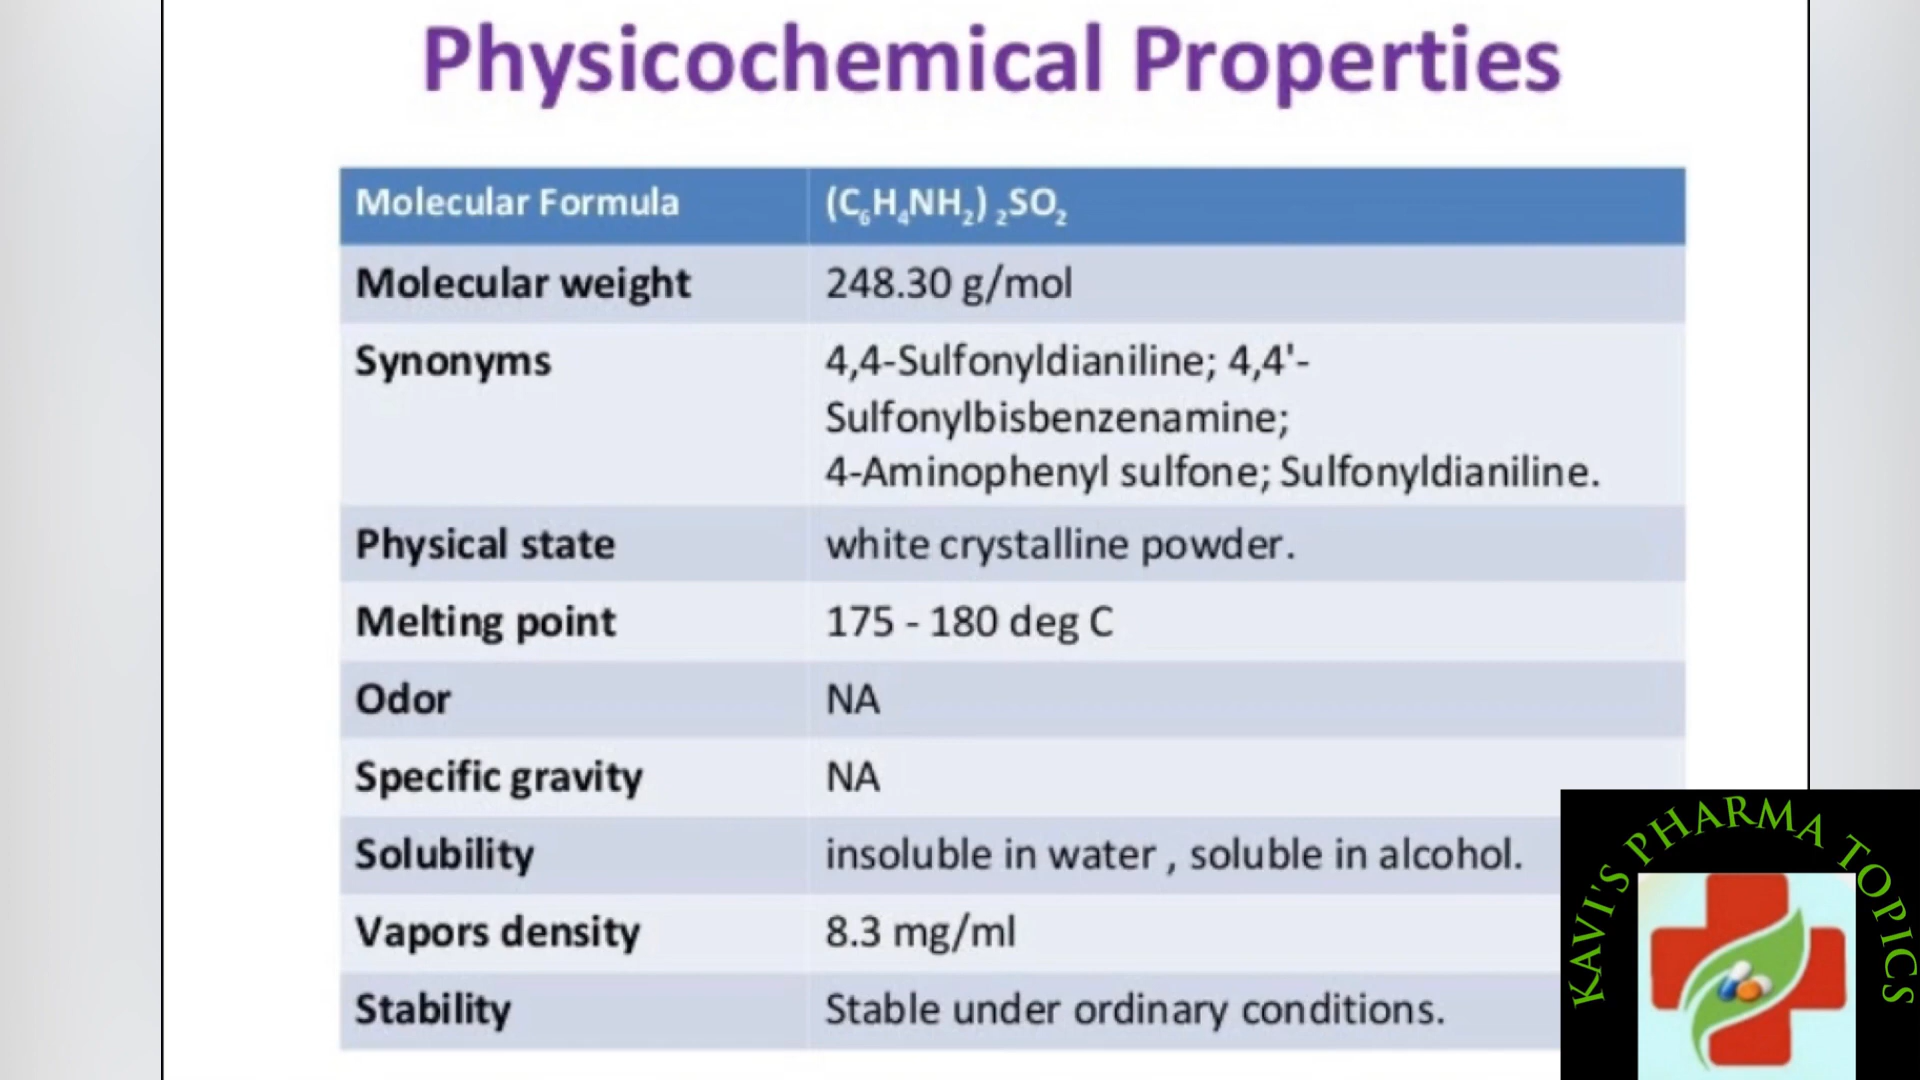 Physicochemical Properties
Molecular Formula (C₆H₄NH₂) ₂SO₂
Molecular weight 248.30 g/mol
Synonyms 4,4-Sulfonyldianiline; 4,4'-
Sulfonylbisbenzenamine;
4-Aminophenyl sulfone; Sulfonyldianiline.
Physical state white crystalline powder.
Melting point 175 - 180 deg C
Odor NA
Specific gravity NA
Solubility insoluble in water , soluble in alcohol.
Vapors density 8.3 mg/ml
Stability Stable under ordinary conditions.
KAVI'S PHARMA TOPICS